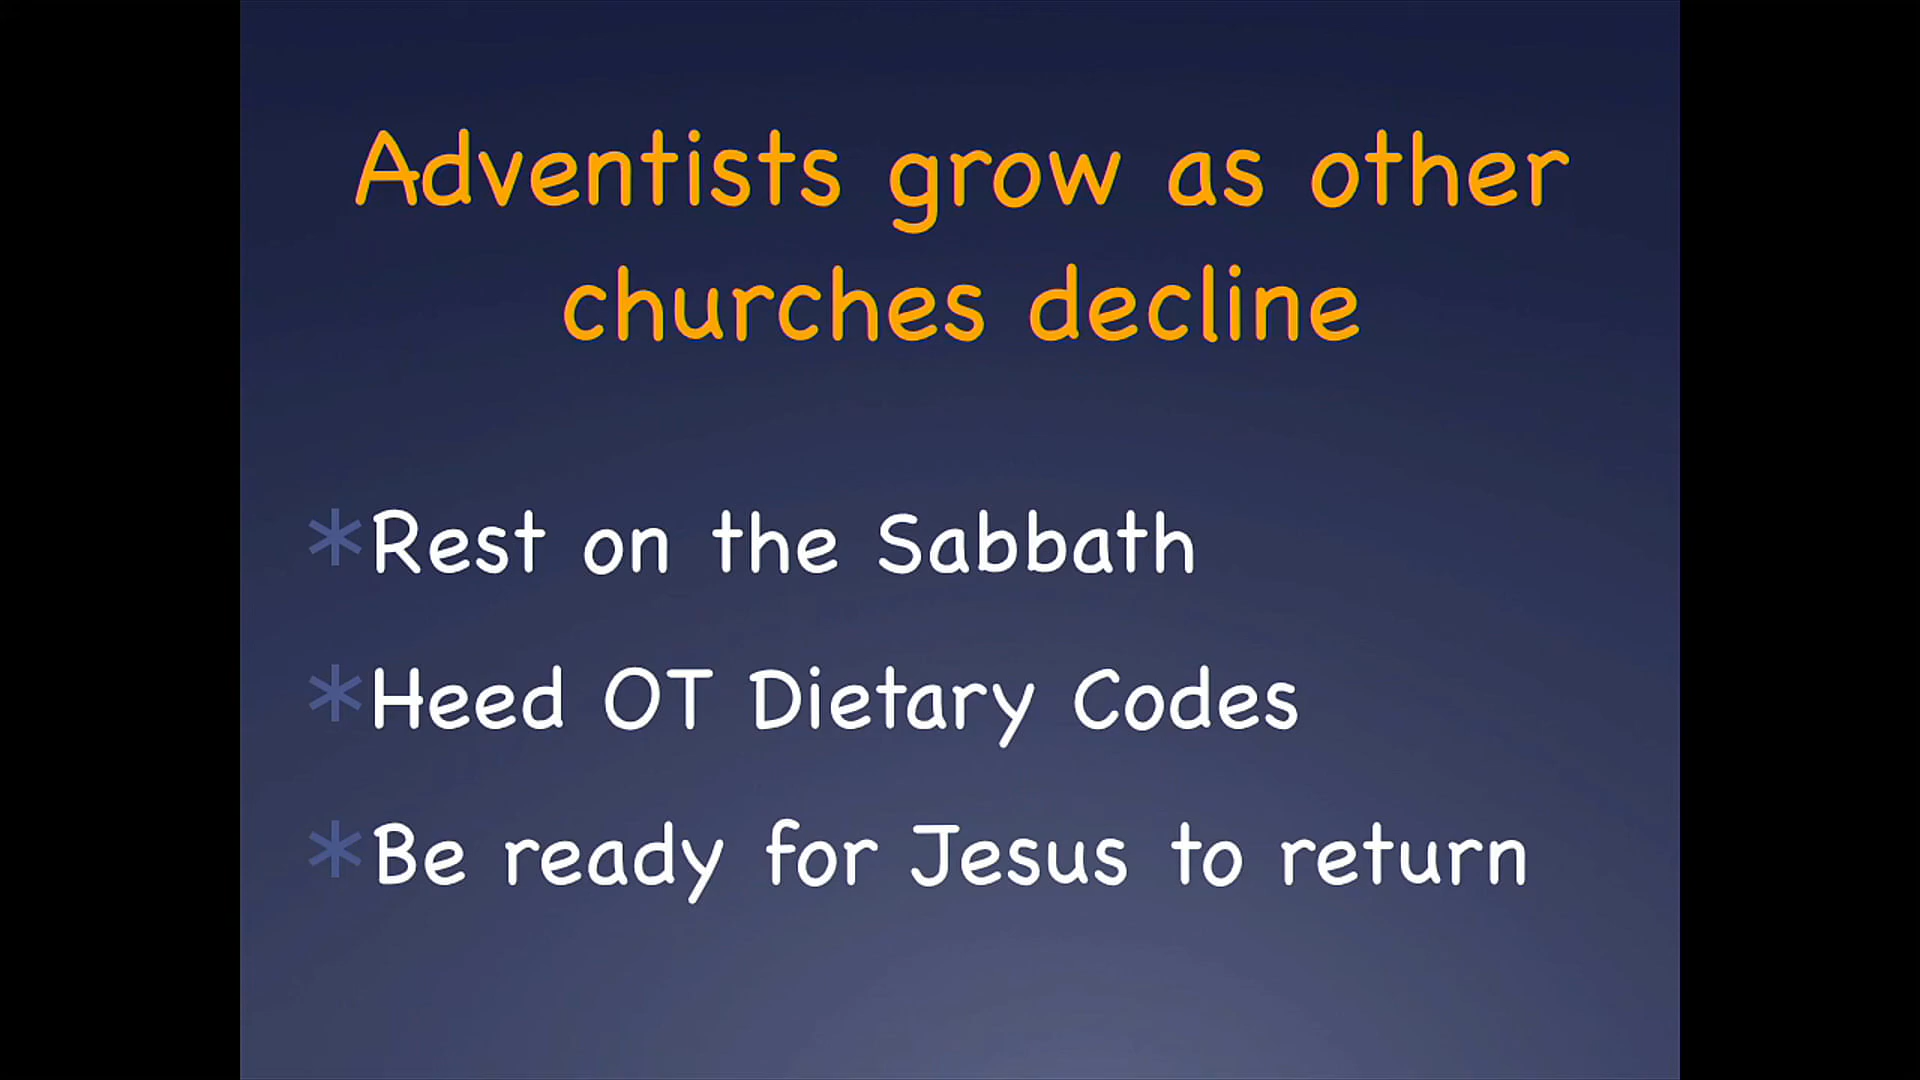 Adventists grow as other
churches decline
*Rest on the Sabbath
*Heed OT Dietary Codes
*Be ready for Jesus to return